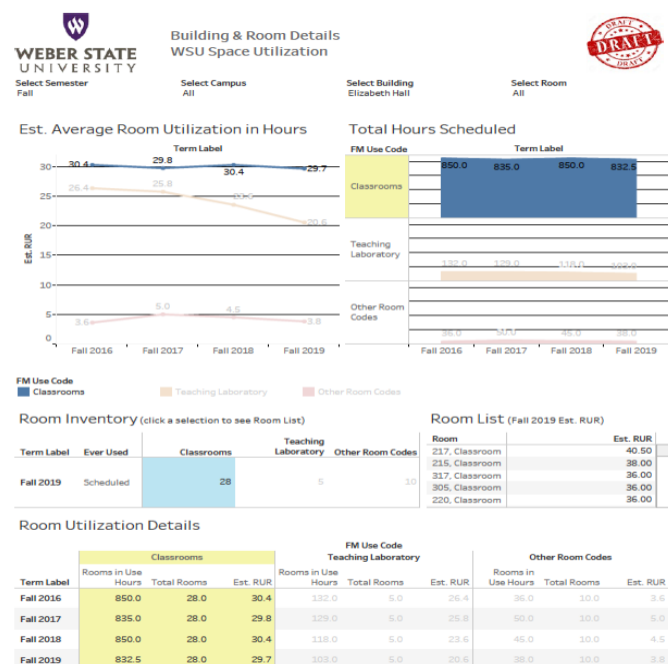 WEBER STATE
UNIVERSITY
Building & Room Details
WSU Space Utilization
DRAFT
DRAFT
DRAFT
Select Semester
Fall
Select Campus
All
Select Building
Elizabeth Hall
Select Room
All
Est. Average Room Utilization in Hours
Term Label
Est. RUR
30
25
20
15
10
5
0
30.4 29.8 30.4 29.7
26.4 25.8 20.6
3.6 5.0 4.5 3.8
Fall 2016 Fall 2017 Fall 2018 Fall 2019
Total Hours Scheduled
FM Use Code Term Label
Classrooms 850.0 835.0 850.0 832.5
Teaching
Laboratory
132.0 129.0 118.0 103.0
Other Room
Codes
36.0 50.0 45.0 38.0
Fall 2016 Fall 2017 Fall 2018 Fall 2019
FM Use Code
Classrooms Teaching Laboratory Other Room Codes
Room Inventory (click a selection to see Room List)
Term Label Ever Used Classrooms Teaching Laboratory Other Room Codes
Fall 2019 Scheduled 28 5 10
Room List (Fall 2019 Est. RUR)
Room Est. RUR
217, Classroom 40.50
215, Classroom 38.00
317, Classroom 36.00
305, Classroom 36.00
220, Classroom 36.00
Room Utilization Details
FM Use Code
Classrooms Teaching Laboratory Other Room Codes
Term Label Rooms in Use Hours Total Rooms Est. RUR Rooms in Use Hours Total Rooms Est. RUR Rooms in Use Hours Total Rooms Est. RUR
Fall 2016 850.0 28.0 30.4 132.0 5.0 26.4 36.0 10.0 3.6
Fall 2017 835.0 28.0 29.8 129.0 5.0 25.8 50.0 10.0 5.0
Fall 2018 850.0 28.0 30.4 118.0 5.0 23.6 45.0 10.0 4.5
Fall 2019 832.5 28.0 29.7 103.0 5.0 20.6 38.0 10.0 3.8